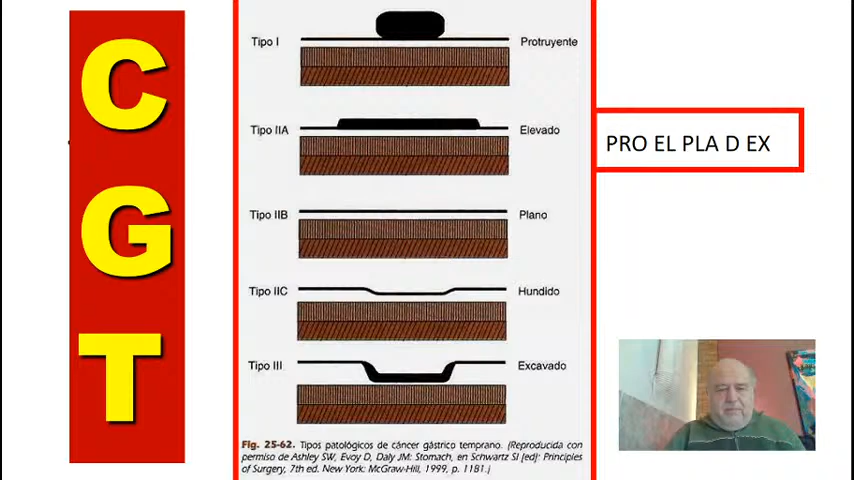 C
G
T
Tipo I
Protruyente
Tipo IIA
Elevado
Tipo IIB
Plano
Tipo IIC
Hundido
Tipo III
Excavado
Fig. 25-62. Tipos patológicos de cáncer gástrico temprano. (Reproducida con
permiso de Ashley SW, Evoy D, Daly JM: Stomach, en Schwartz SI [ed]: Principles
of Surgery, 7th ed. New York: McGraw-Hill, 1999, p. 1181.)
PRO EL PLA D EX